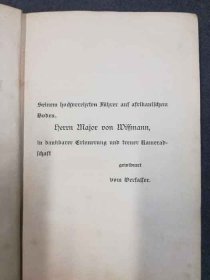 Seinem hochverehrten Führer auf afrikanischem
Boden,
Herrn Major von Wißmann,
in dankbarer Erinnerung und treuer Kamerad-
schaft
gewidmet
vom Verfasser.